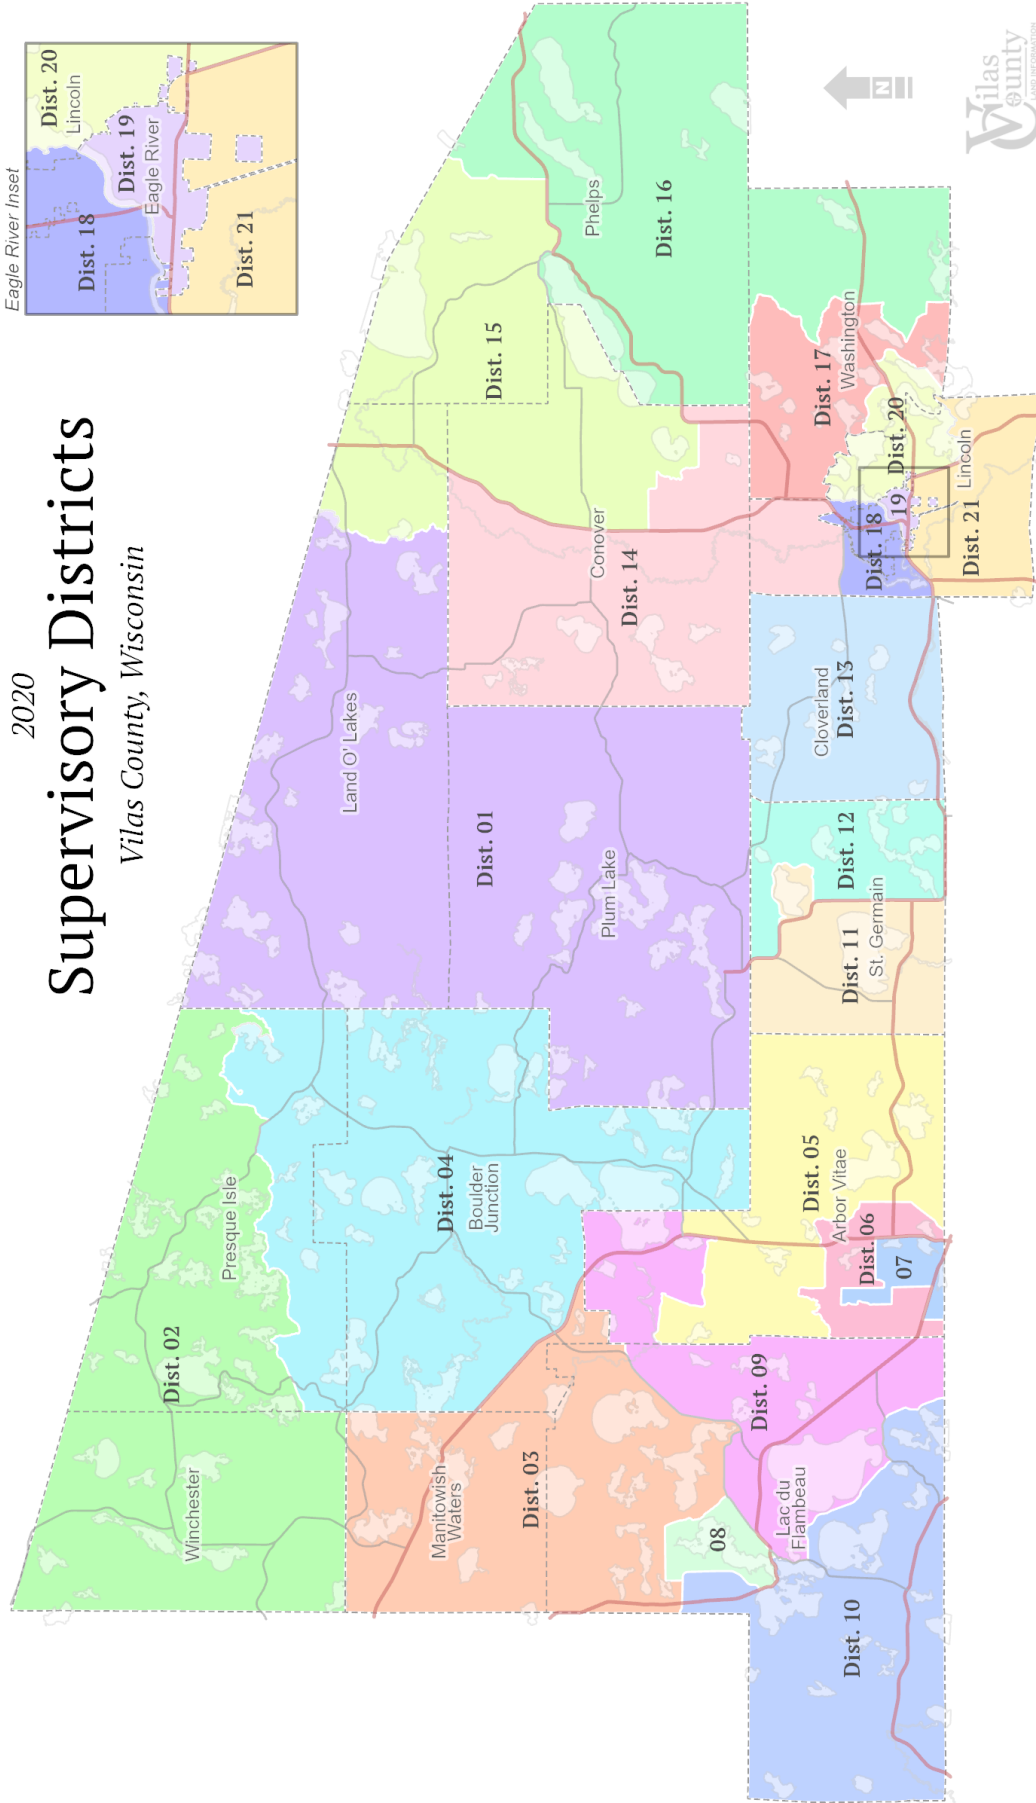 2020
Supervisory Districts
Vilas County, Wisconsin
Eagle River Inset
Dist. 20
Lincoln
Dist. 19
Eagle River
Dist. 18
Dist. 21
Winchester
Dist. 02
Presque Isle
Land O' Lakes
Manitowish
Waters
Dist. 03
Dist. 04
Boulder
Junction
Dist. 01
Plum Lake
Conover
Dist. 14
Dist. 15
Phelps
Dist. 16
08
Lac du
Flambeau
Dist. 09
Dist. 10
Dist. 05
Arbor Vitae
Dist. 06
07
Dist. 11
St. Germain
Dist. 12
Cloverland
Dist. 13
Dist. 17
Washington
Dist. 18
19
Dist. 20
Lincoln
Dist. 21
N
Vilas
County
LAND INFORMATION